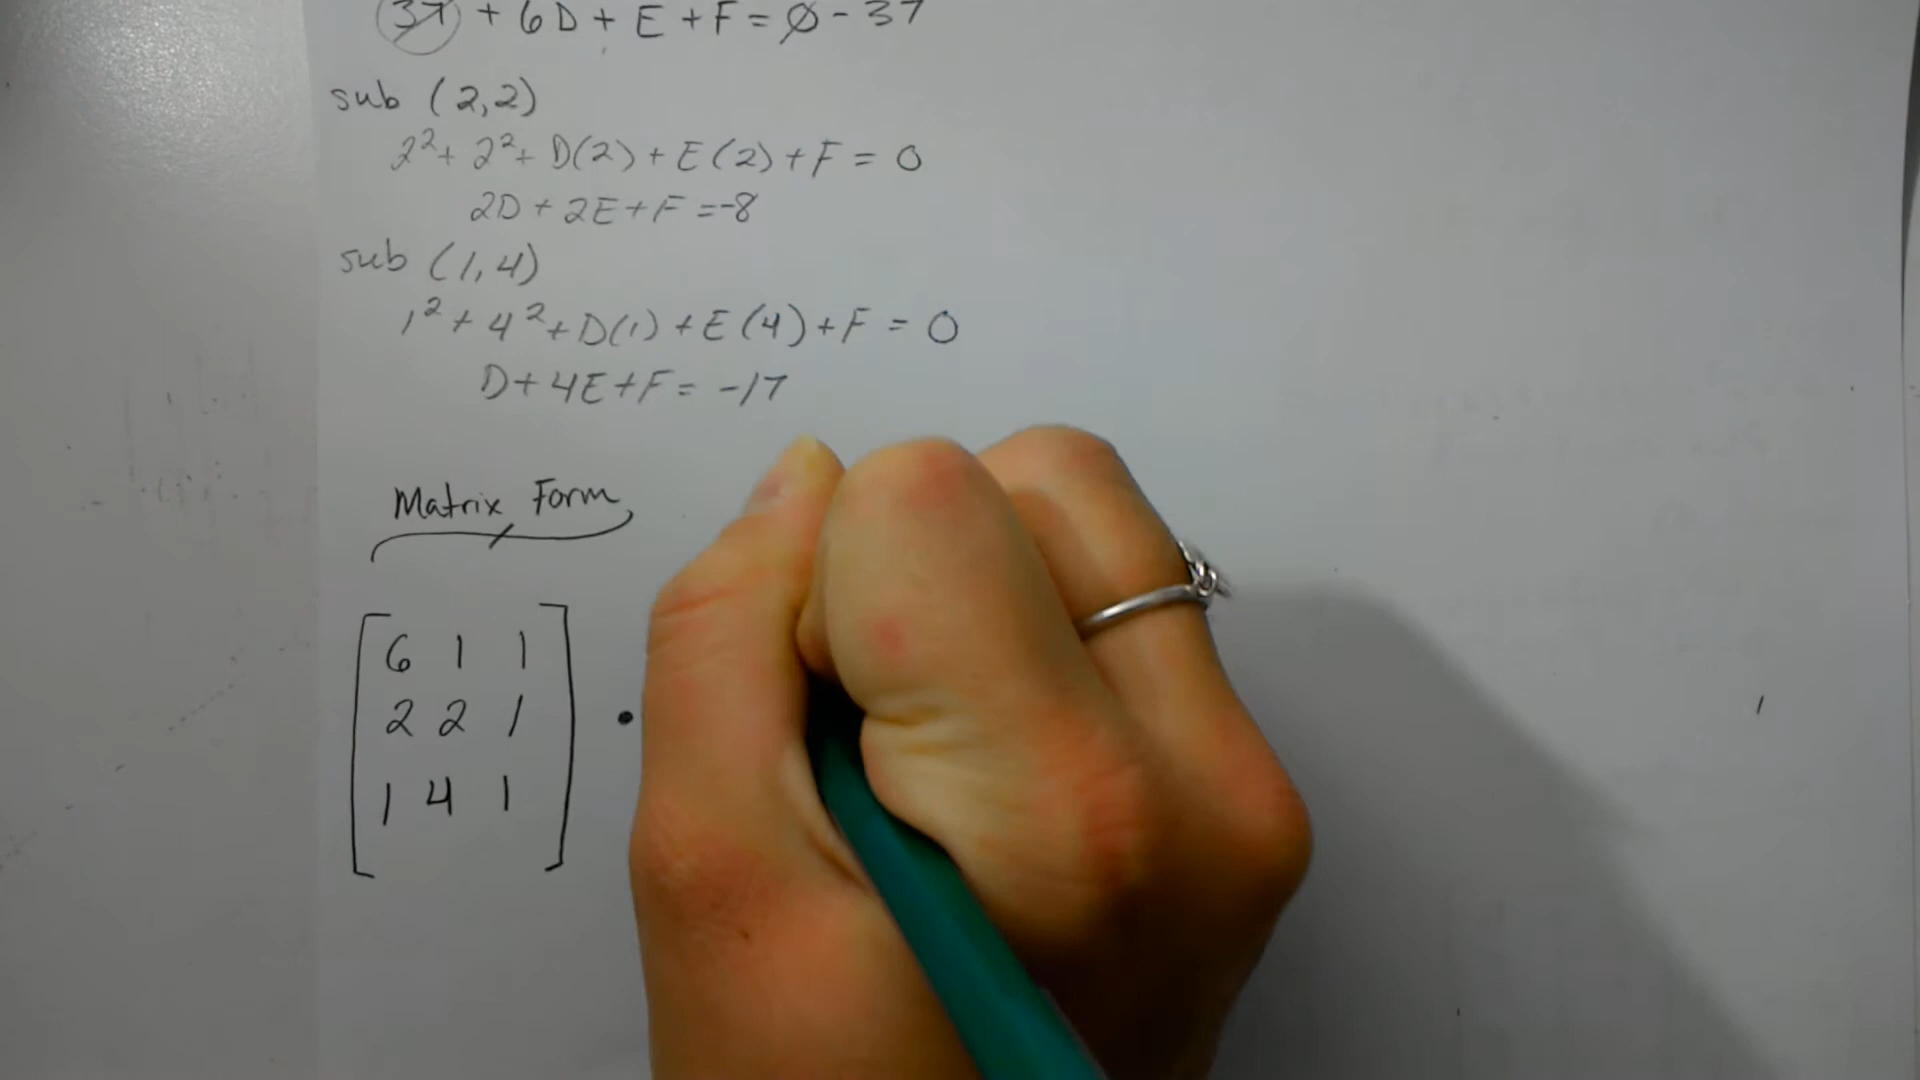 37 + 6D + E + F = Ø - 37
sub (2,2)
2² + 2² + D(2) + E(2) + F = 0
2D + 2E + F = -8
sub (1,4)
1² + 4² + D(1) + E(4) + F = 0
D + 4E + F = -17
Matrix Form
6 1 1
2 2 1 •
1 4 1